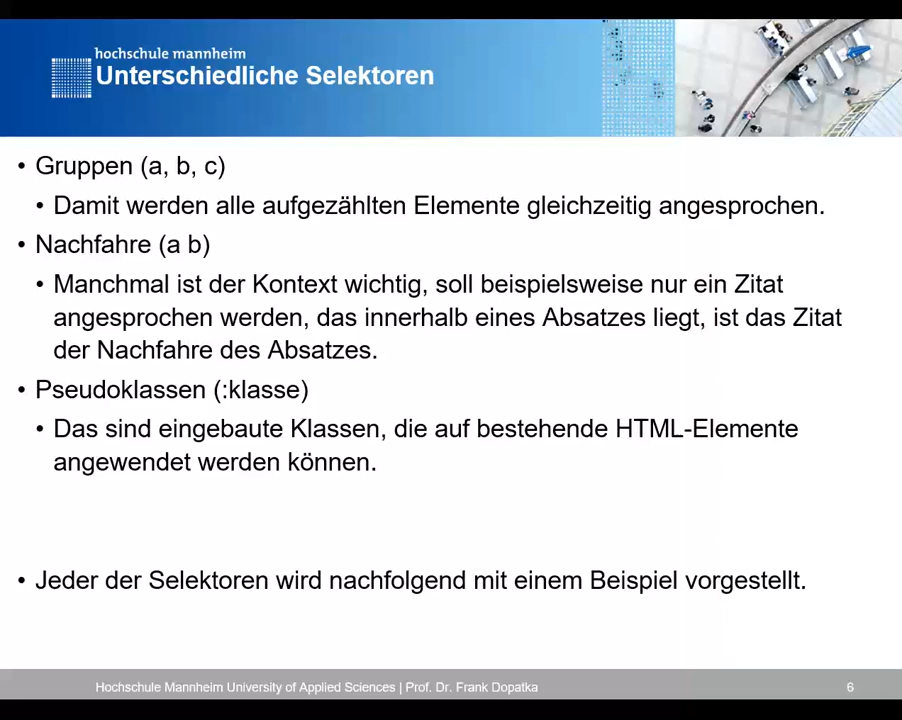 hochschule mannheim
Unterschiedliche Selektoren
• Gruppen (a, b, c)
• Damit werden alle aufgezählten Elemente gleichzeitig angesprochen.
• Nachfahre (a b)
• Manchmal ist der Kontext wichtig, soll beispielsweise nur ein Zitat
angesprochen werden, das innerhalb eines Absatzes liegt, ist das Zitat
der Nachfahre des Absatzes.
• Pseudoklassen (:klasse)
• Das sind eingebaute Klassen, die auf bestehende HTML-Elemente
angewendet werden können.
• Jeder der Selektoren wird nachfolgend mit einem Beispiel vorgestellt.
Hochschule Mannheim University of Applied Sciences | Prof. Dr. Frank Dopatka 6